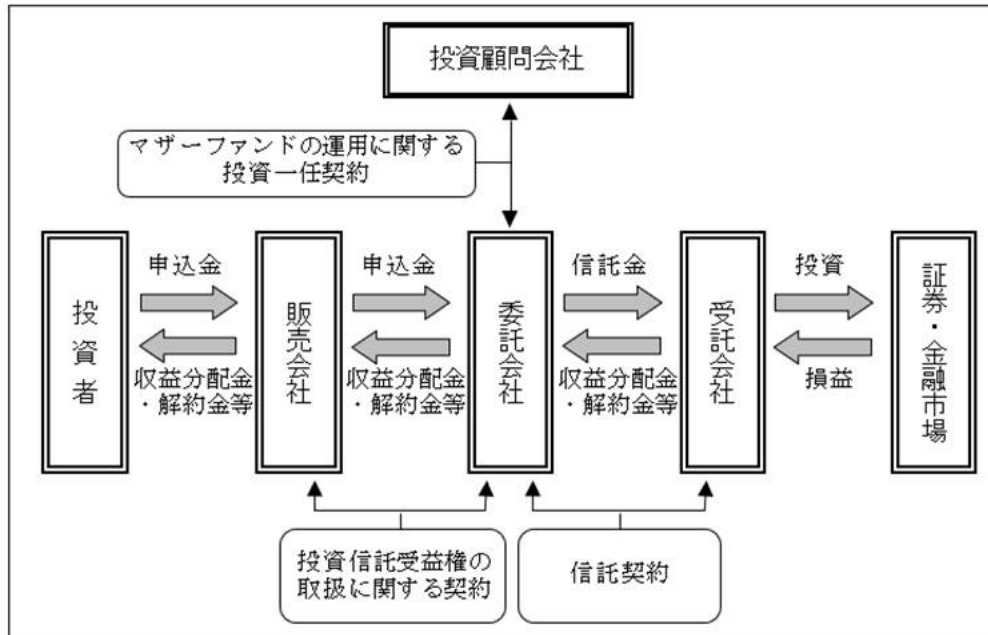 投資顧問会社
マザーファンドの運用に関する
投資一任契約
投資者
申込金
収益分配金
・解約金等
販売会社
申込金
収益分配金
・解約金等
委託会社
信託金
収益分配金
・解約金等
受託会社
投資
損益
証券・金融市場
投資信託受益権の
取扱に関する契約
信託契約